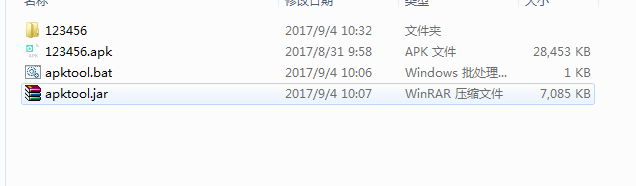 名称 修改日期 类型 大小
123456 2017/9/4 10:32 文件夹
123456.apk 2017/8/31 9:58 APK 文件 28,453 KB
apktool.bat 2017/9/4 10:06 Windows 批处理... 1 KB
apktool.jar 2017/9/4 10:07 WinRAR 压缩文件 7,085 KB